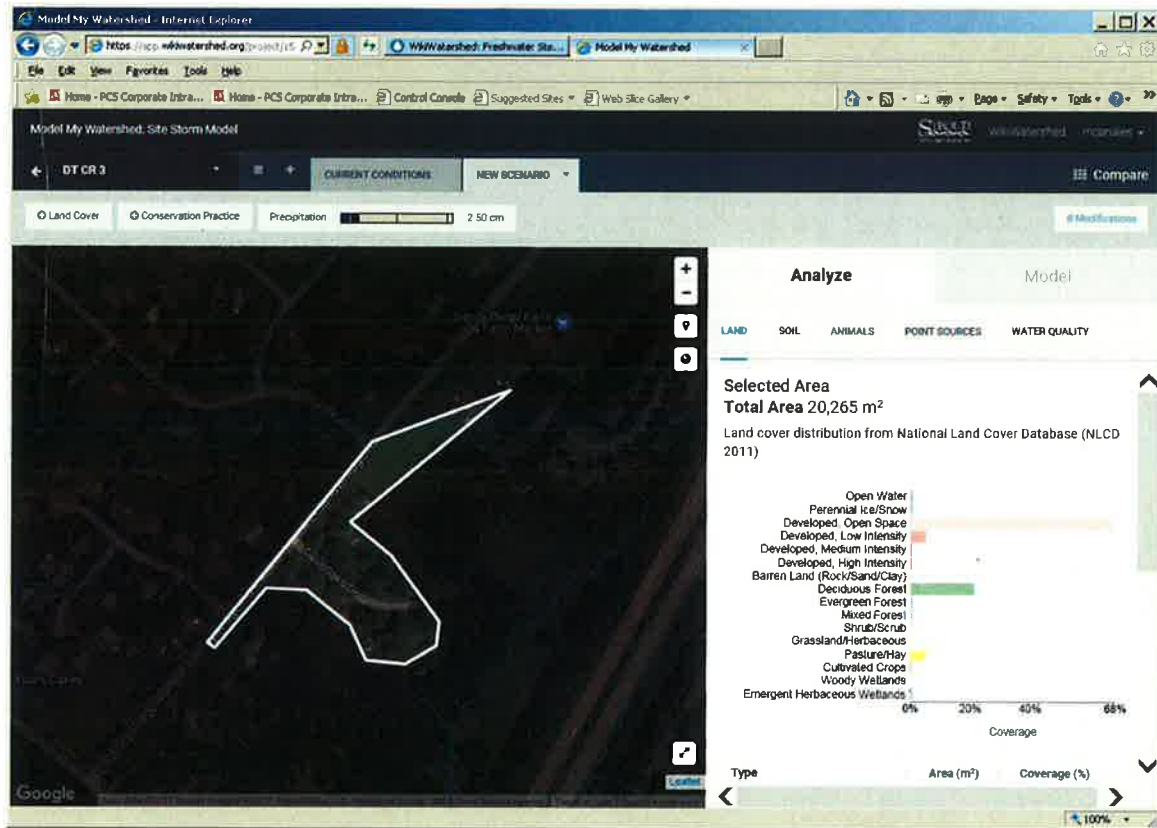 Model My Watershed - Internet Explorer
WikiWatershed: Freshwater Ste... Model My Watershed
File Edit View Favorites Tools Help
Home - PCS Corporate Intra... Home - PCS Corporate Intra... Control Console Suggested Sites Web Slice Gallery Page Safety Tools
Model My Watershed: Site Storm Model WikiWatershed
DT CR 3 CURRENT CONDITIONS NEW SCENARIO Compare
Land Cover Conservation Practice Precipitation 2.50 cm Modifications
Analyze Model
LAND SOIL ANIMALS POINT SOURCES WATER QUALITY
Selected Area
Total Area 20,265 m²
Land cover distribution from National Land Cover Database (NLCD
2011)
Open Water
Perennial Ice/Snow
Developed, Open Space
Developed, Low Intensity
Developed, Medium Intensity
Developed, High Intensity
Barren Land (Rock/Sand/Clay)
Deciduous Forest
Evergreen Forest
Mixed Forest
Shrub/Scrub
Grassland/Herbaceous
Pasture/Hay
Cultivated Crops
Woody Wetlands
Emergent Herbaceous Wetlands
0% 20% 40% 68%
Coverage
Type Area (m²) Coverage (%)
Leaflet
Google
100%